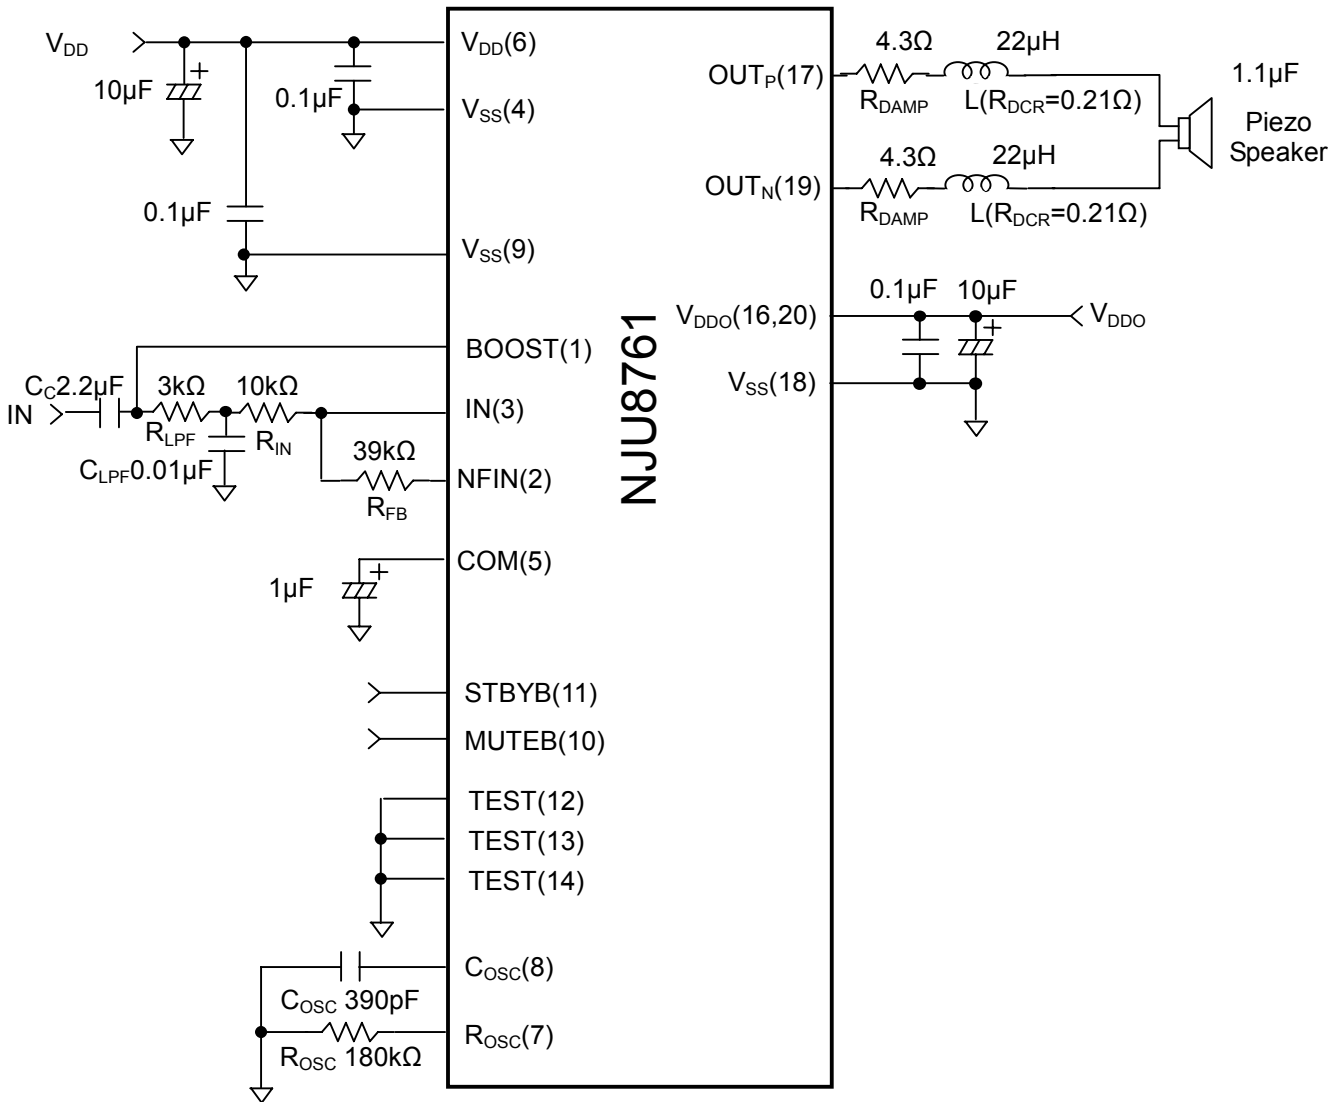 V_DD
10µF
+
0.1µF
0.1µF
V_DD(6)
V_SS(4)
V_SS(9)
BOOST(1)
C_C2.2µF
3kΩ
10kΩ
IN
R_LPF
R_IN
C_LPF0.01µF
IN(3)
39kΩ
NFIN(2)
R_FB
COM(5)
1µF
+
STBYB(11)
MUTEB(10)
TEST(12)
TEST(13)
TEST(14)
C_OSC(8)
C_OSC 390pF
R_OSC(7)
R_OSC 180kΩ
NJU8761
OUT_P(17)
4.3Ω
22µH
R_DAMP
L(R_DCR=0.21Ω)
1.1µF
Piezo
Speaker
OUT_N(19)
4.3Ω
22µH
R_DAMP
L(R_DCR=0.21Ω)
0.1µF
10µF
V_DDO(16,20)
+
V_DDO
V_SS(18)